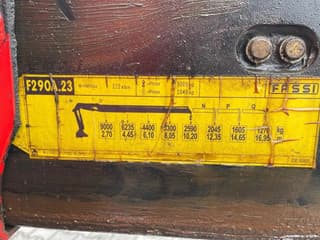 F290A.23
FASSI
N P Q
9000 6235 4400 3300 2590 2045 1605 1270 kg
2,70 4,45 6,10 8,05 10,20 12,35 14,65 16,95 m